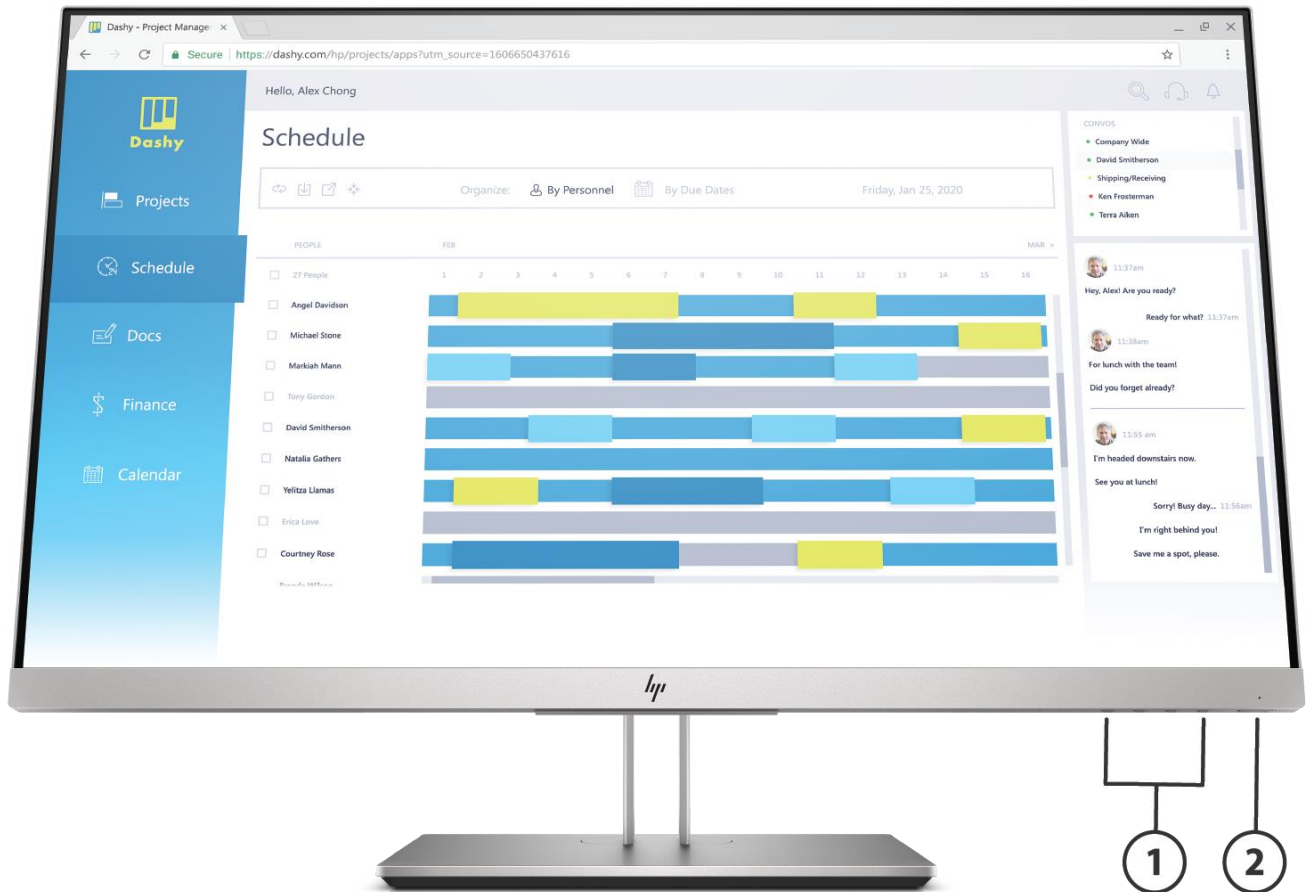 Dashy - Project Manager
Secure https://dashy.com/hp/projects/apps?utm_source=1606650437616
Hello, Alex Chong
Dashy
Projects
Schedule
Docs
Finance
Calendar
Schedule
Organize: By Personnel By Due Dates Friday, Jan 25, 2020
PEOPLE FEB MAR >
27 People 1 2 3 4 5 6 7 8 9 10 11 12 13 14 15 16
Angel Davidson
Michael Stone
Markiah Mann
Tony Gordon
David Smitherson
Natalia Gathers
Yelitza Llamas
Erica Love
Courtney Rose
CONVOS
Company Wide
David Smitherson
Shipping/Receiving
Ken Frosterman
Terra Aiken
11:37am
Hey, Alex! Are you ready?
Ready for what? 11:37am
11:38am
For lunch with the team!
Did you forget already?
11:55 am
I'm headed downstairs now.
See you at lunch!
Sorry! Busy day... 11:56am
I'm right behind you!
Save me a spot, please.
hp
1 2